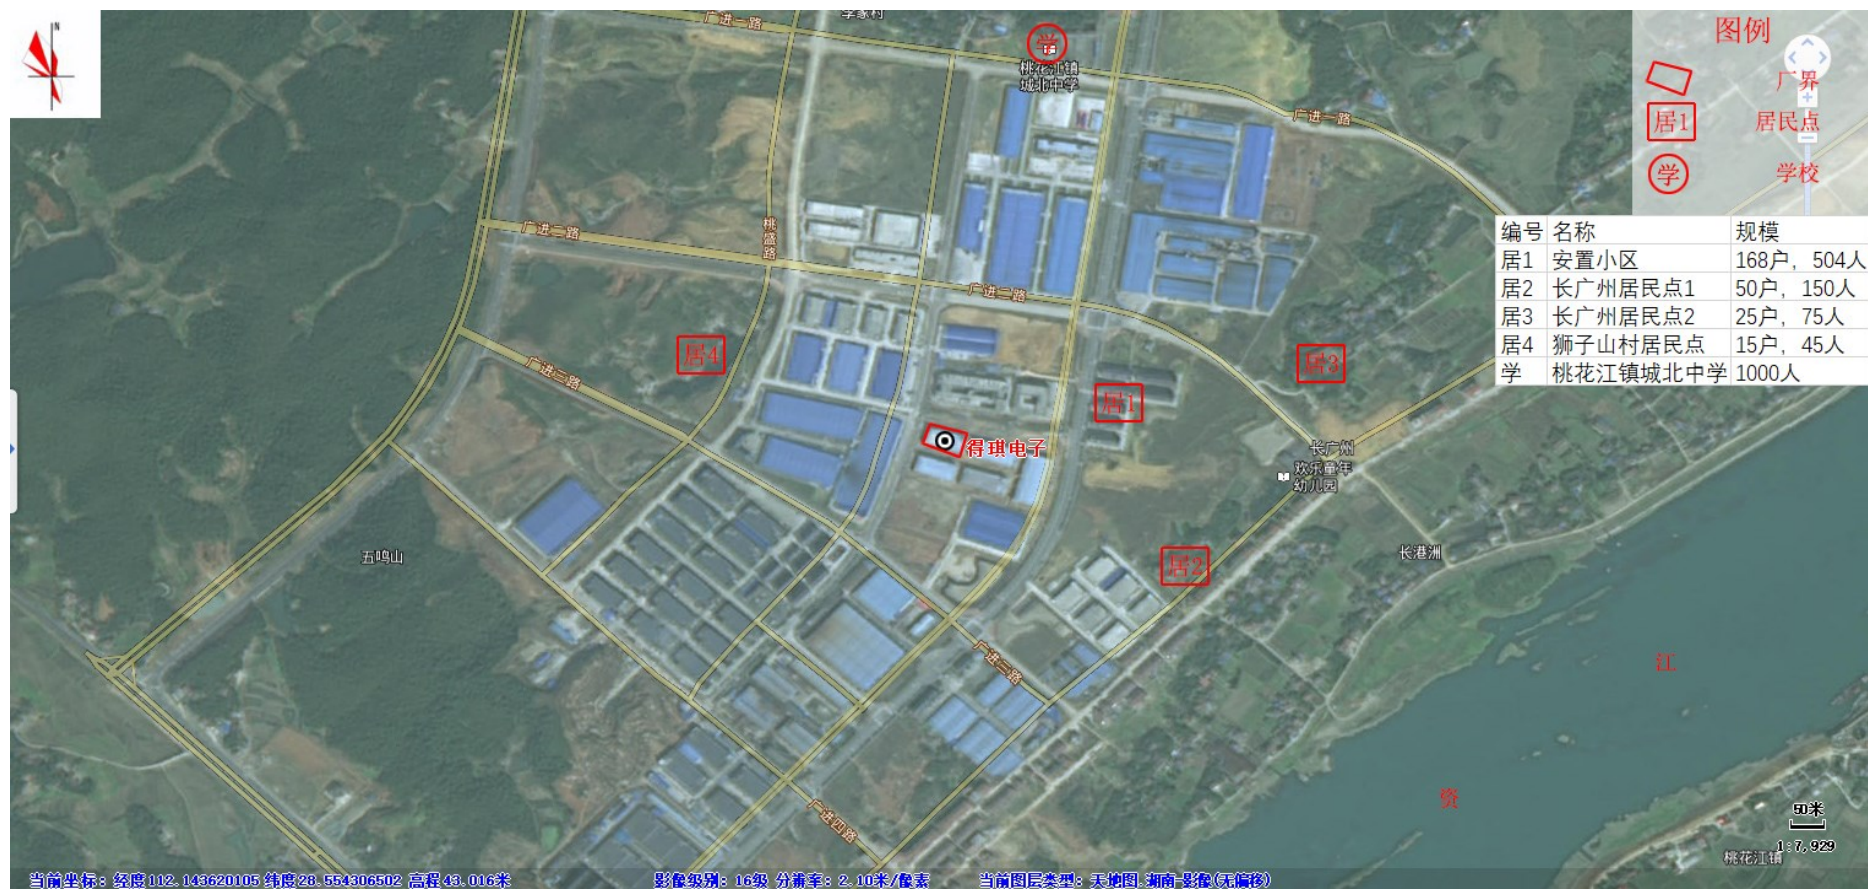 N
广进一路
李家村
学
桃花江镇
城北中学
广进一路
图例
厂界
居1 居民点
学 学校
编号 名称 规模
居1 安置小区 168户，504人
居2 长广州居民点1 50户，150人
居3 长广州居民点2 25户，75人
居4 狮子山村居民点 15户，45人
学 桃花江镇城北中学 1000人
桃盛路
广进二路
广进二路
居4
广进三路
居3
居1
得琪电子
长广州
欢乐童年
幼儿园
五鸣山
长港洲
居2
广进三路
江
资
广进四路
50米
1:7,929
桃花江镇
当前坐标：经度112.143620105 纬度28.554306502 高程43.016米
影像级别：16级 分辨率：2.10米/像素
当前图层类型：天地图.湖南-影像(无偏移)